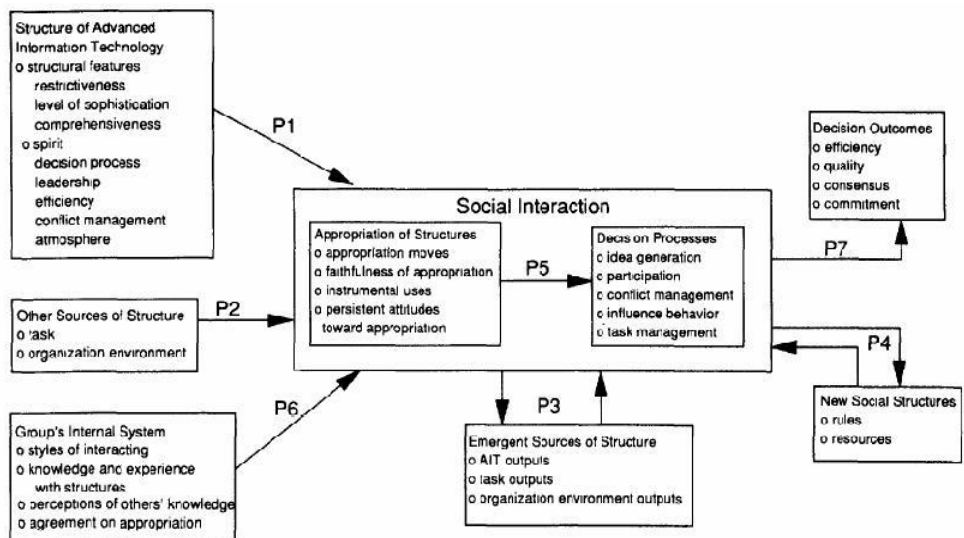 Structure of Advanced
Information Technology
o structural features
restrictiveness
level of sophistication
comprehensiveness
o spirit
decision process
leadership
efficiency
conflict management
atmosphere
P1
Other Sources of Structure
o task
o organization environment
P2
Group's Internal System
o styles of interacting
o knowledge and experience
with structures
o perceptions of others' knowledge
o agreement on appropriation
P6
Social Interaction
Appropriation of Structures
o appropriation moves
o faithfulness of appropriation
o instrumental uses
o persistent attitudes
toward appropriation
P5
Decision Processes
o idea generation
o participation
o conflict management
o influence behavior
o task management
P3
Emergent Sources of Structure
o AIT outputs
o task outputs
o organization environment outputs
Decision Outcomes
o efficiency
o quality
o consensus
o commitment
P7
P4
New Social Structures
o rules
o resources